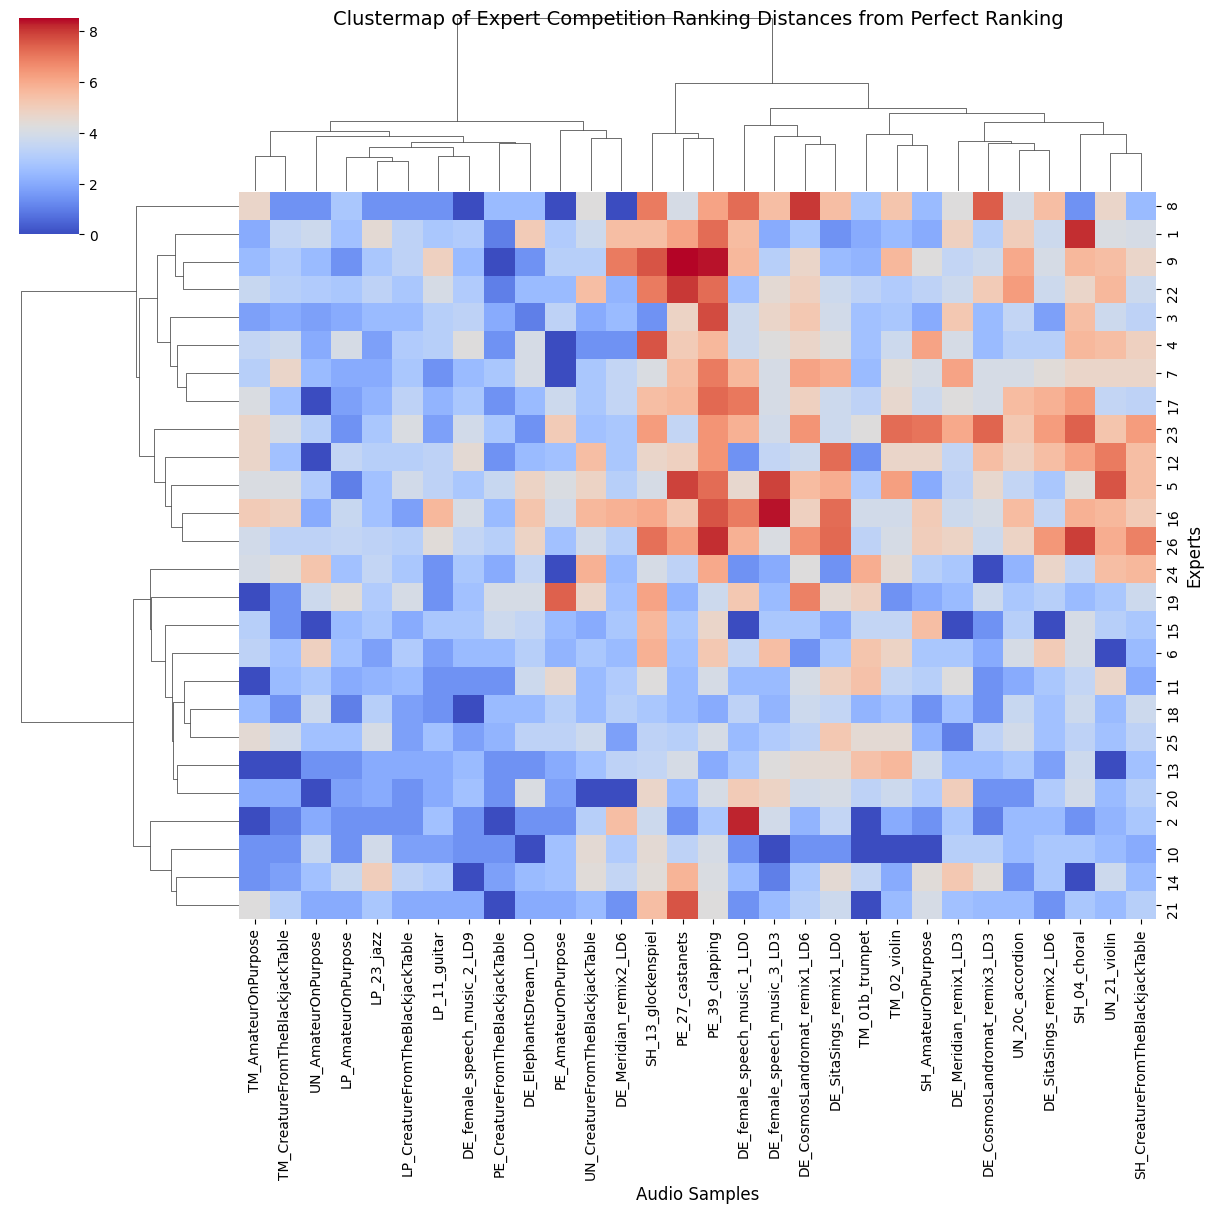 Clustermap of Expert Competition Ranking Distances from Perfect Ranking
8
6
4
2
0
8
1
9
22
3
4
7
17
23
12
5
16
26
24
19
15
6
11
18
25
13
20
2
10
14
21
Experts
TM_AmateurOnPurpose
TM_CreatureFromTheBlackjackTable
UN_AmateurOnPurpose
LP_AmateurOnPurpose
LP_23_jazz
LP_CreatureFromTheBlackjackTable
LP_11_guitar
DE_female_speech_music_2_LD9
PE_CreatureFromTheBlackjackTable
DE_ElephantsDream_LD0
PE_AmateurOnPurpose
UN_CreatureFromTheBlackjackTable
DE_Meridian_remix2_LD6
SH_13_glockenspiel
PE_27_castanets
PE_39_clapping
DE_female_speech_music_1_LD0
DE_female_speech_music_3_LD3
DE_CosmosLandromat_remix1_LD6
DE_SitaSings_remix1_LD0
TM_01b_trumpet
TM_02_violin
SH_AmateurOnPurpose
DE_Meridian_remix1_LD3
DE_CosmosLandromat_remix3_LD3
UN_20c_accordion
DE_SitaSings_remix2_LD6
SH_04_choral
UN_21_violin
SH_CreatureFromTheBlackjackTable
Audio Samples